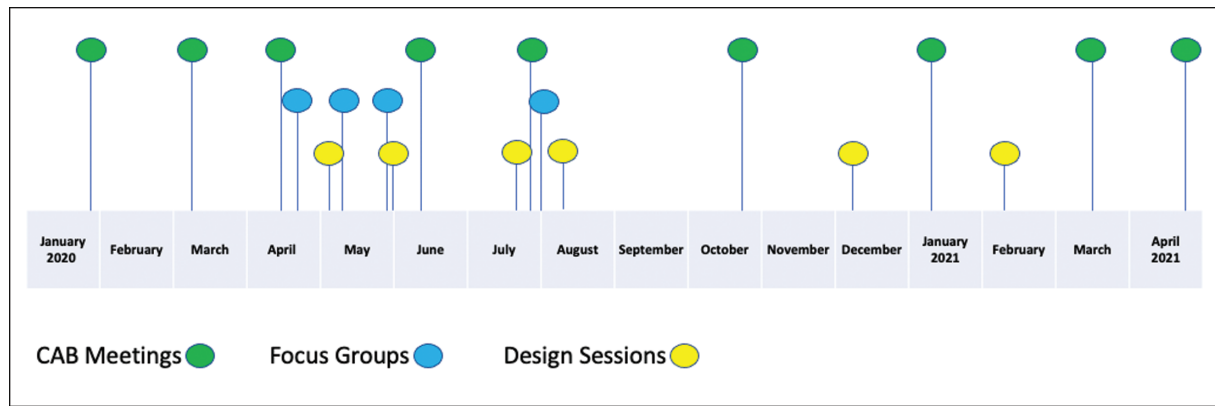 January
2020
February
March
April
May
June
July
August
September
October
November
December
January
2021
February
March
April
2021
CAB Meetings
Focus Groups
Design Sessions